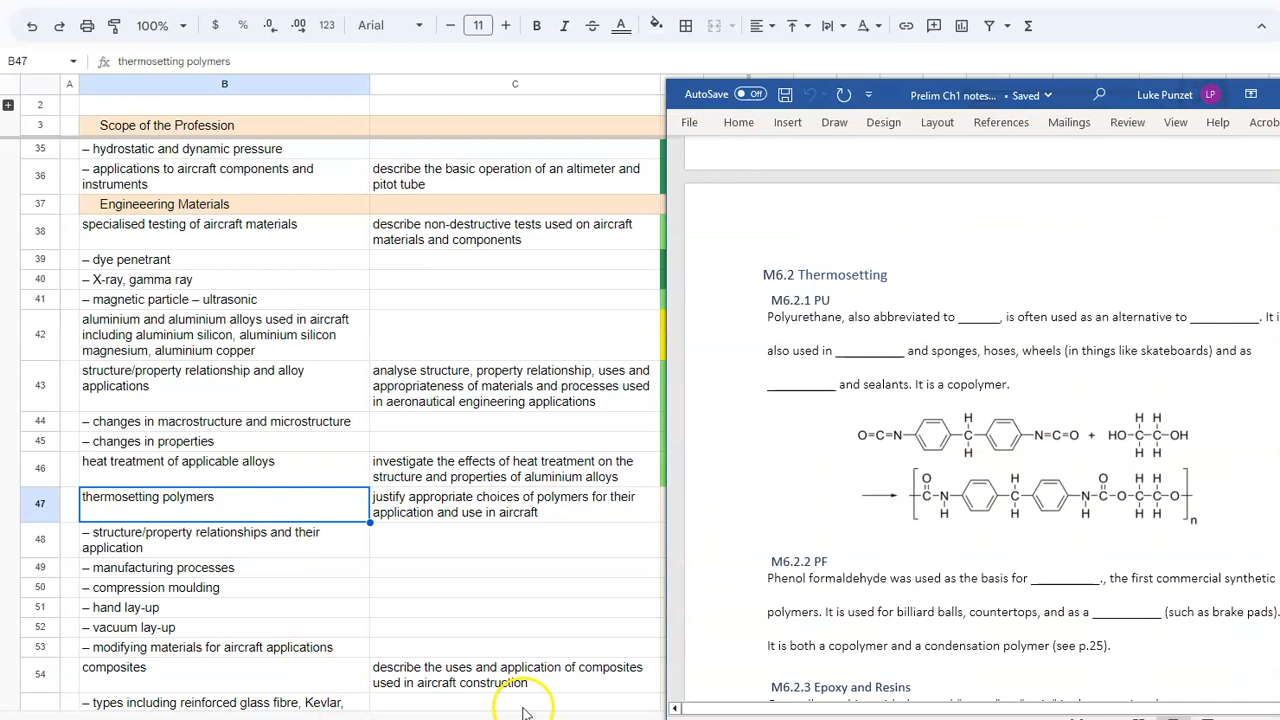 100%
$
%
.0
.00
123
Arial
11
B
I
A
Σ
B47
fx
thermosetting polymers
A
B
C
2
3
Scope of the Profession
35
– hydrostatic and dynamic pressure
36
– applications to aircraft components and
instruments
describe the basic operation of an altimeter and
pitot tube
37
Engineeering Materials
38
specialised testing of aircraft materials
describe non-destructive tests used on aircraft
materials and components
39
– dye penetrant
40
– X-ray, gamma ray
41
– magnetic particle – ultrasonic
42
aluminium and aluminium alloys used in aircraft
including aluminium silicon, aluminium silicon
magnesium, aluminium copper
43
structure/property relationship and alloy
applications
analyse structure, property relationship, uses and
appropriateness of materials and processes used
in aeronautical engineering applications
44
– changes in macrostructure and microstructure
45
– changes in properties
46
heat treatment of applicable alloys
investigate the effects of heat treatment on the
structure and properties of aluminium alloys
47
thermosetting polymers
justify appropriate choices of polymers for their
application and use in aircraft
48
– structure/property relationships and their
application
49
– manufacturing processes
50
– compression moulding
51
– hand lay-up
52
– vacuum lay-up
53
– modifying materials for aircraft applications
54
composites
describe the uses and application of composites
used in aircraft construction
– types including reinforced glass fibre, Kevlar,
AutoSave Off
Prelim Ch1 notes... • Saved
Luke Punzet LP
File Home Insert Draw Design Layout References Mailings Review View Help Acrob
M6.2 Thermosetting
M6.2.1 PU
Polyurethane, also abbreviated to ______, is often used as an alternative to __________. It i
also used in __________ and sponges, hoses, wheels (in things like skateboards) and as
__________ and sealants. It is a copolymer.
H H H
O=C=N C N=C=O + HO—C—C—OH
H H H
O H O H H
C—N C N—C—O—C—C—O
H H H H H n
M6.2.2 PF
Phenol formaldehyde was used as the basis for __________., the first commercial synthetic
polymers. It is used for billiard balls, countertops, and as a __________ (such as brake pads).
It is both a copolymer and a condensation polymer (see p.25).
M6.2.3 Epoxy and Resins